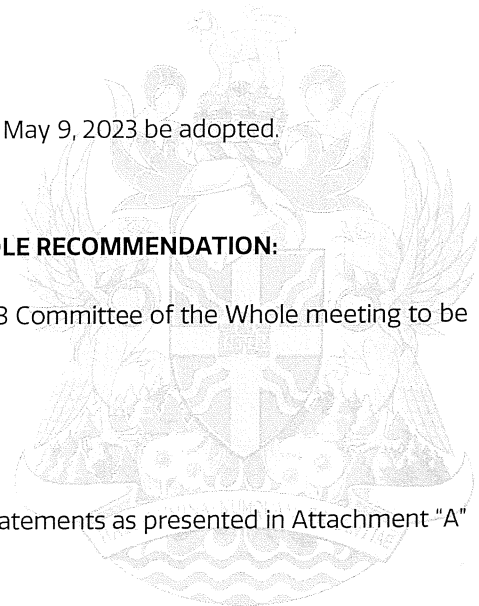 May 9, 2023 be adopted.
LE RECOMMENDATION:
3 Committee of the Whole meeting to be
atements as presented in Attachment "A"